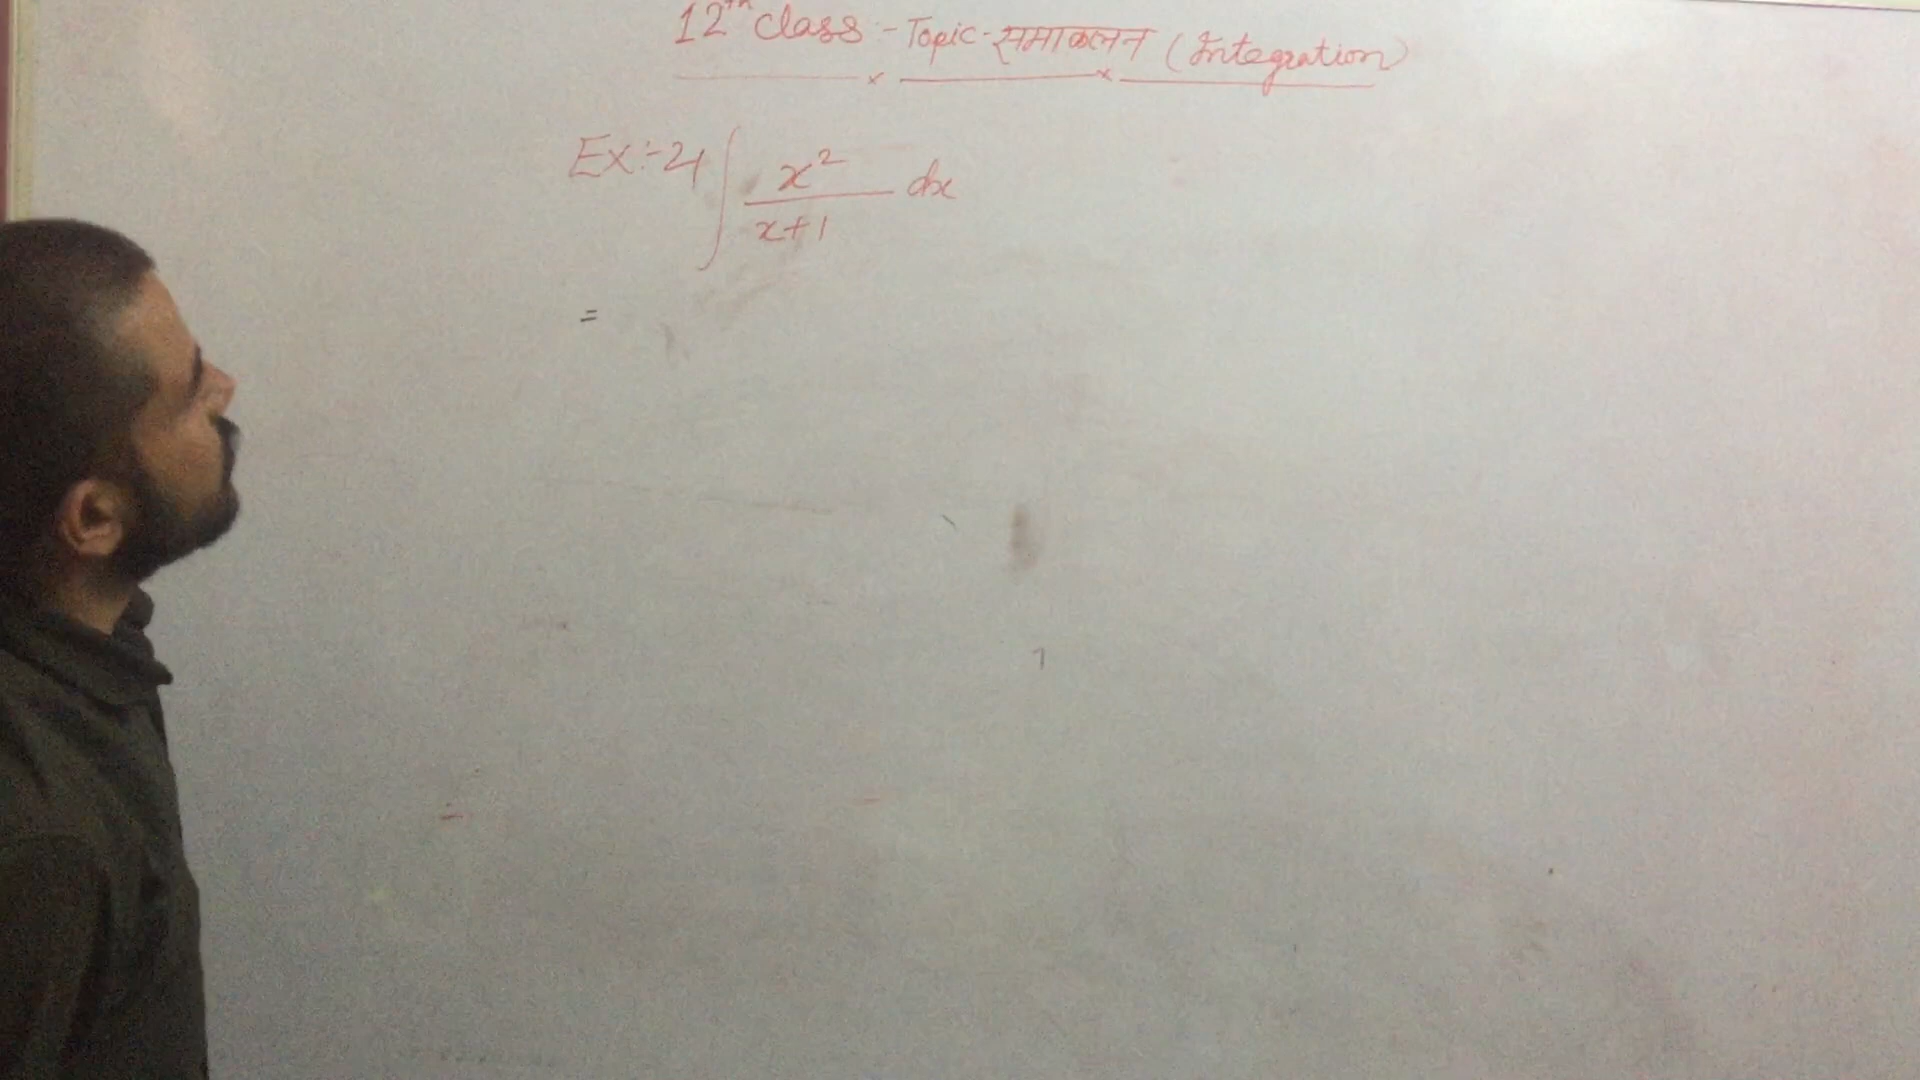 12th class :- Topic - समाकलन (Integration)
Ex:-4 ∫ x²/(x+1) dx
=